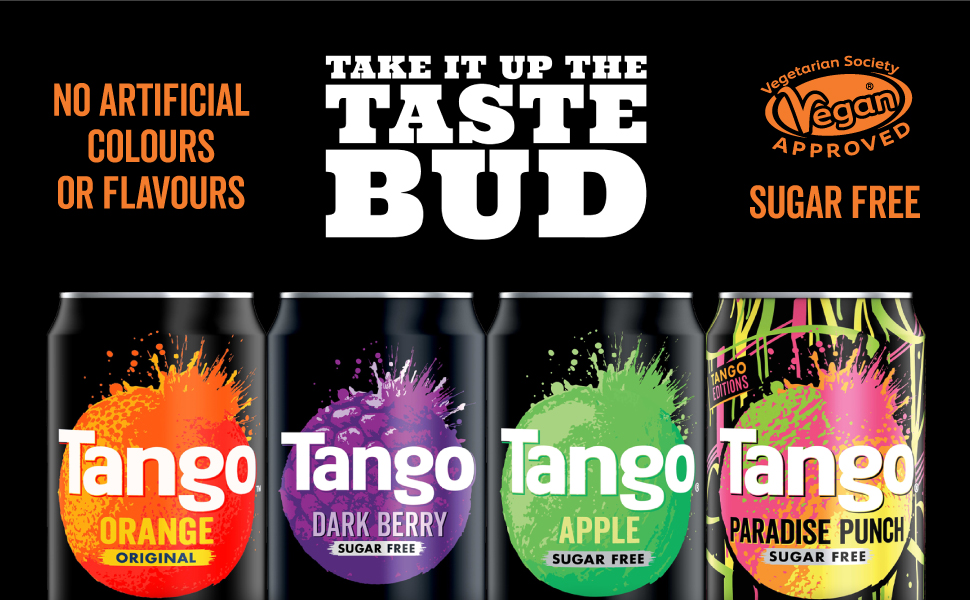 NO ARTIFICIAL
COLOURS
OR FLAVOURS
TAKE IT UP THE
TASTE
BUD
Vegetarian Society
Vegan®
APPROVED
SUGAR FREE
Tango™
ORANGE
ORIGINAL
Tango
DARK BERRY
SUGAR FREE
Tango®
APPLE
SUGAR FREE
TANGO
EDITIONS
Tango
PARADISE PUNCH
SUGAR FREE